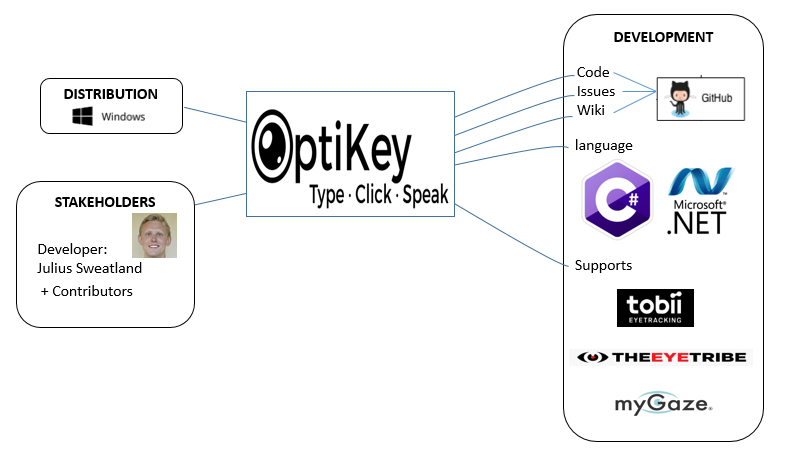 DISTRIBUTION
Windows
STAKEHOLDERS
Developer:
Julius Sweatland
+ Contributors
OptiKey
Type · Click · Speak
DEVELOPMENT
Code
Issues
Wiki
GitHub
language
C#
Microsoft®
.NET
Supports
tobii
EYETRACKING
THEEYETRIBE
myGaze®